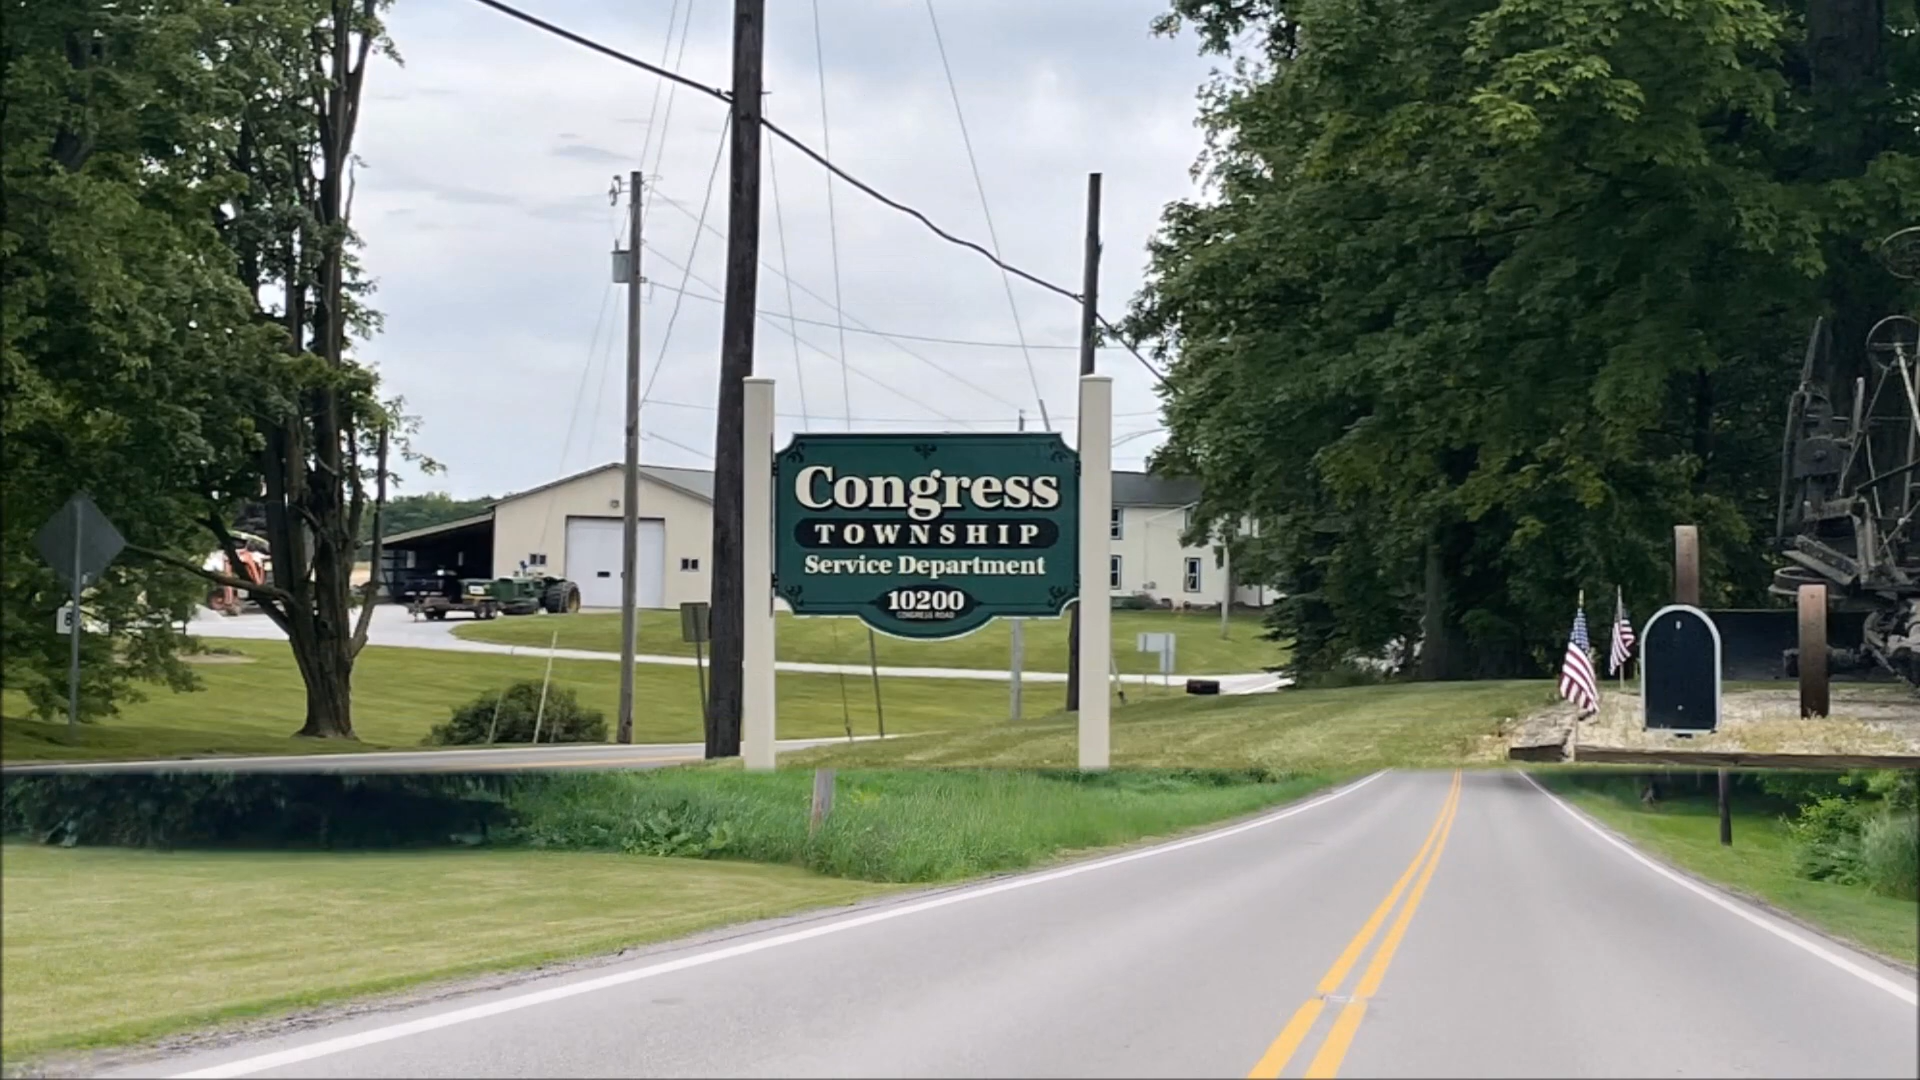 Congress
TOWNSHIP
Service Department
10200
CONGRESS ROAD